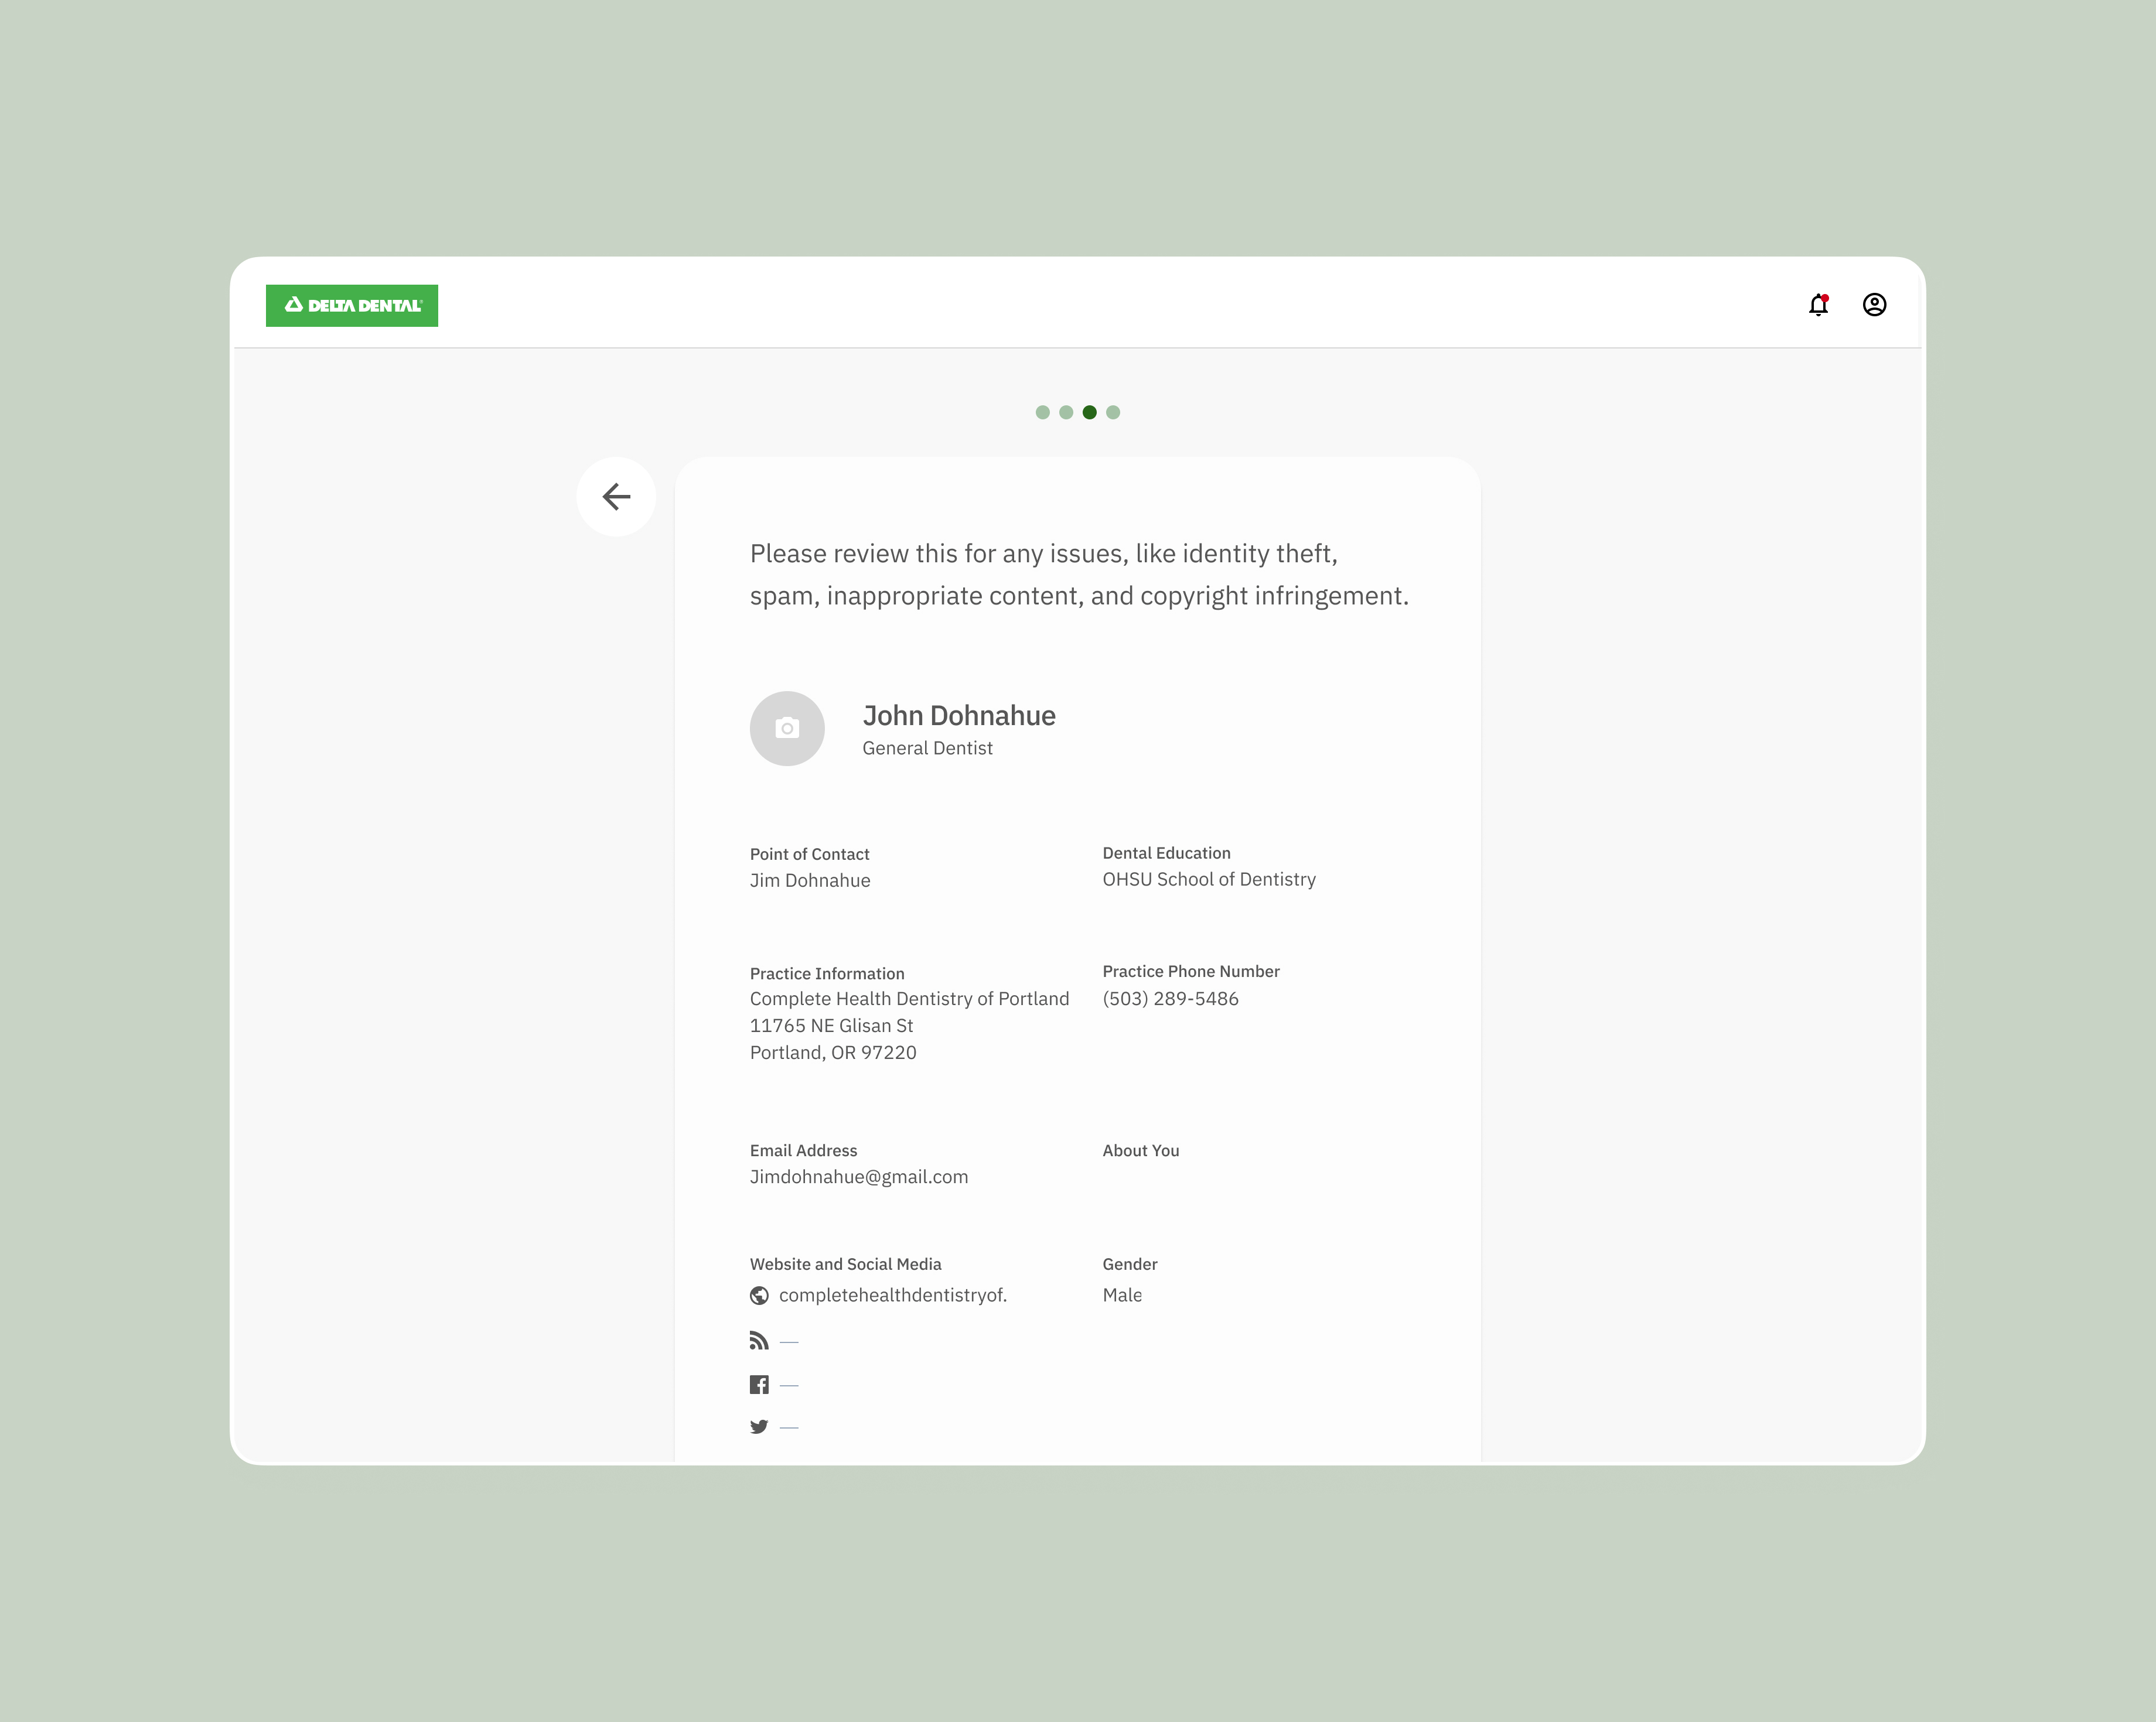 DELTA DENTAL
Please review this for any issues, like identity theft,
spam, inappropriate content, and copyright infringement.
John Dohnahue
General Dentist
Point of Contact
Jim Dohnahue
Dental Education
OHSU School of Dentistry
Practice Information
Complete Health Dentistry of Portland
11765 NE Glisan St
Portland, OR 97220
Practice Phone Number
(503) 289-5486
Email Address
Jimdohnahue@gmail.com
About You
Website and Social Media
completehealthdentistryof.
—
—
—
Gender
Male